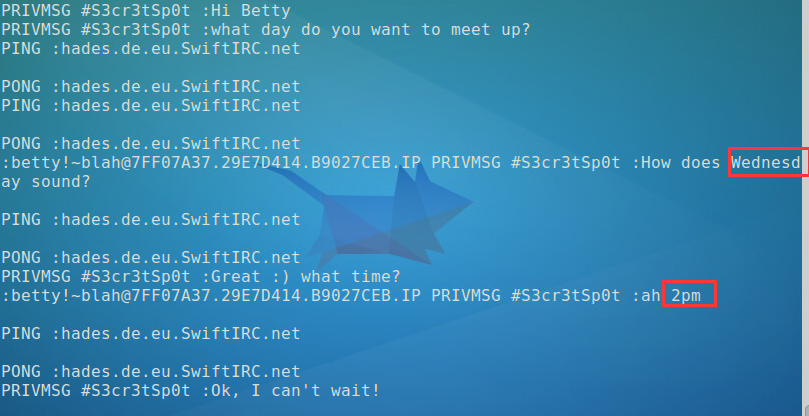 PRIVMSG #S3cr3tSp0t :Hi Betty
PRIVMSG #S3cr3tSp0t :what day do you want to meet up?
PING :hades.de.eu.SwiftIRC.net
PONG :hades.de.eu.SwiftIRC.net
PING :hades.de.eu.SwiftIRC.net
PONG :hades.de.eu.SwiftIRC.net
:betty!~blah@7FF07A37.29E7D414.B9027CEB.IP PRIVMSG #S3cr3tSp0t :How does Wednesd
ay sound?
PING :hades.de.eu.SwiftIRC.net
PONG :hades.de.eu.SwiftIRC.net
PRIVMSG #S3cr3tSp0t :Great :) what time?
:betty!~blah@7FF07A37.29E7D414.B9027CEB.IP PRIVMSG #S3cr3tSp0t :ah 2pm
PING :hades.de.eu.SwiftIRC.net
PONG :hades.de.eu.SwiftIRC.net
PRIVMSG #S3cr3tSp0t :Ok, I can't wait!